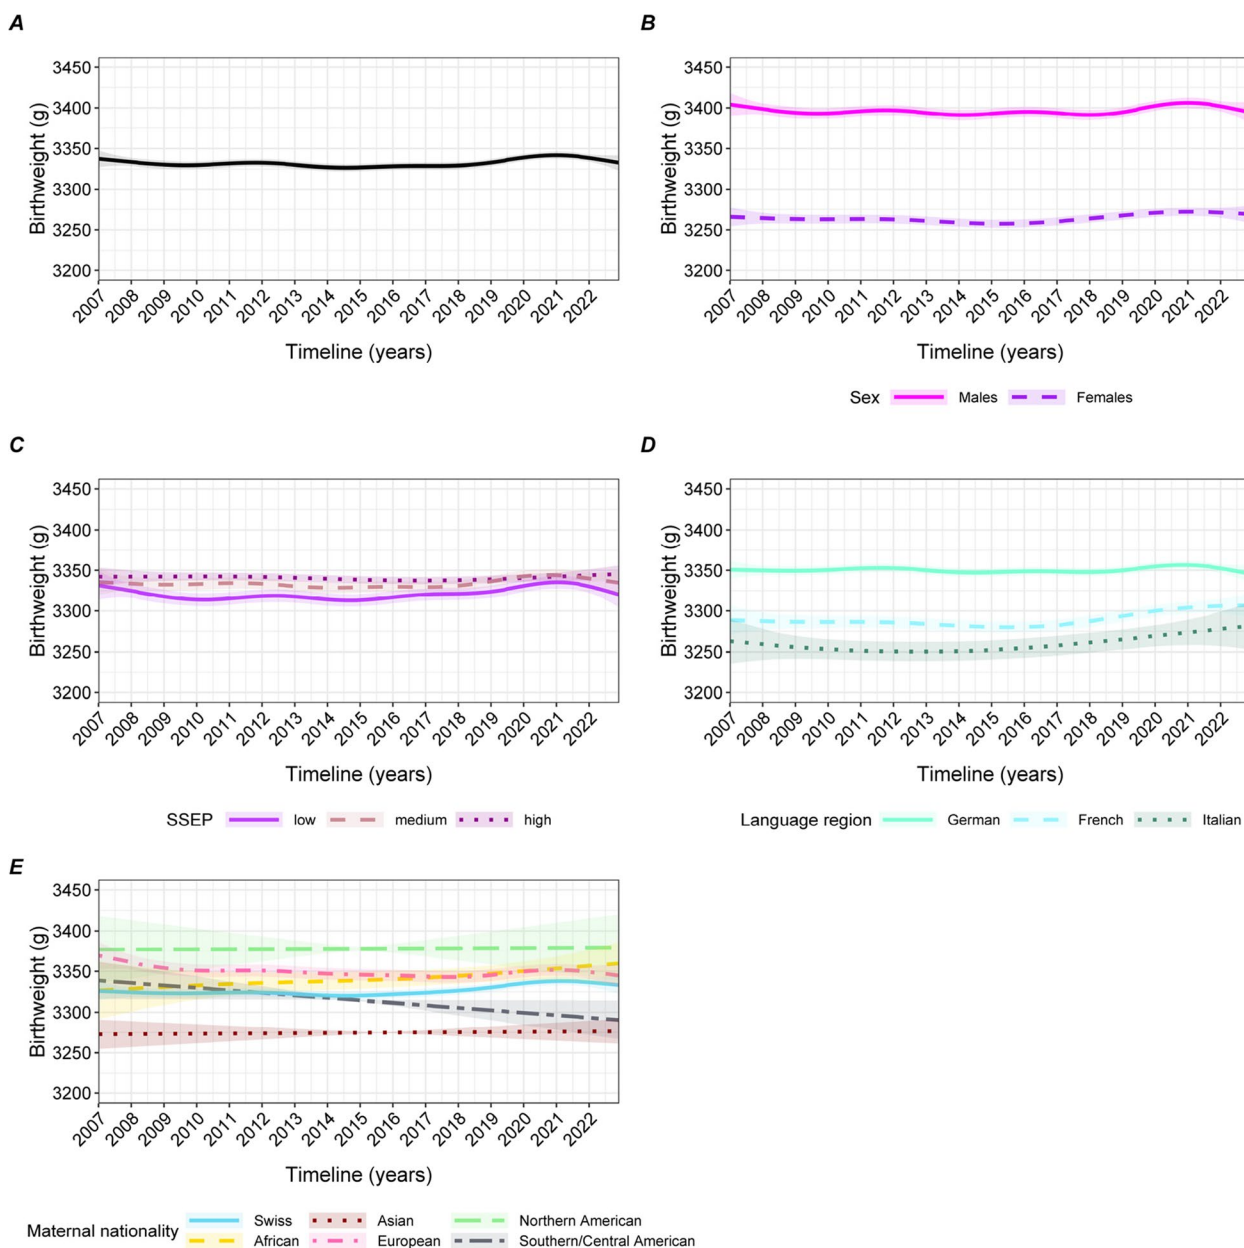 A
3450
3400
3350
3300
3250
3200
Birthweight (g)
2007 2008 2009 2010 2011 2012 2013 2014 2015 2016 2017 2018 2019 2020 2021 2022
Timeline (years)
B
3450
3400
3350
3300
3250
3200
Birthweight (g)
2007 2008 2009 2010 2011 2012 2013 2014 2015 2016 2017 2018 2019 2020 2021 2022
Timeline (years)
Sex Males Females
C
3450
3400
3350
3300
3250
3200
Birthweight (g)
2007 2008 2009 2010 2011 2012 2013 2014 2015 2016 2017 2018 2019 2020 2021 2022
Timeline (years)
SSEP low medium high
D
3450
3400
3350
3300
3250
3200
Birthweight (g)
2007 2008 2009 2010 2011 2012 2013 2014 2015 2016 2017 2018 2019 2020 2021 2022
Timeline (years)
Language region German French Italian
E
3450
3400
3350
3300
3250
3200
Birthweight (g)
2007 2008 2009 2010 2011 2012 2013 2014 2015 2016 2017 2018 2019 2020 2021 2022
Timeline (years)
Maternal nationality
Swiss Asian Northern American
African European Southern/Central American